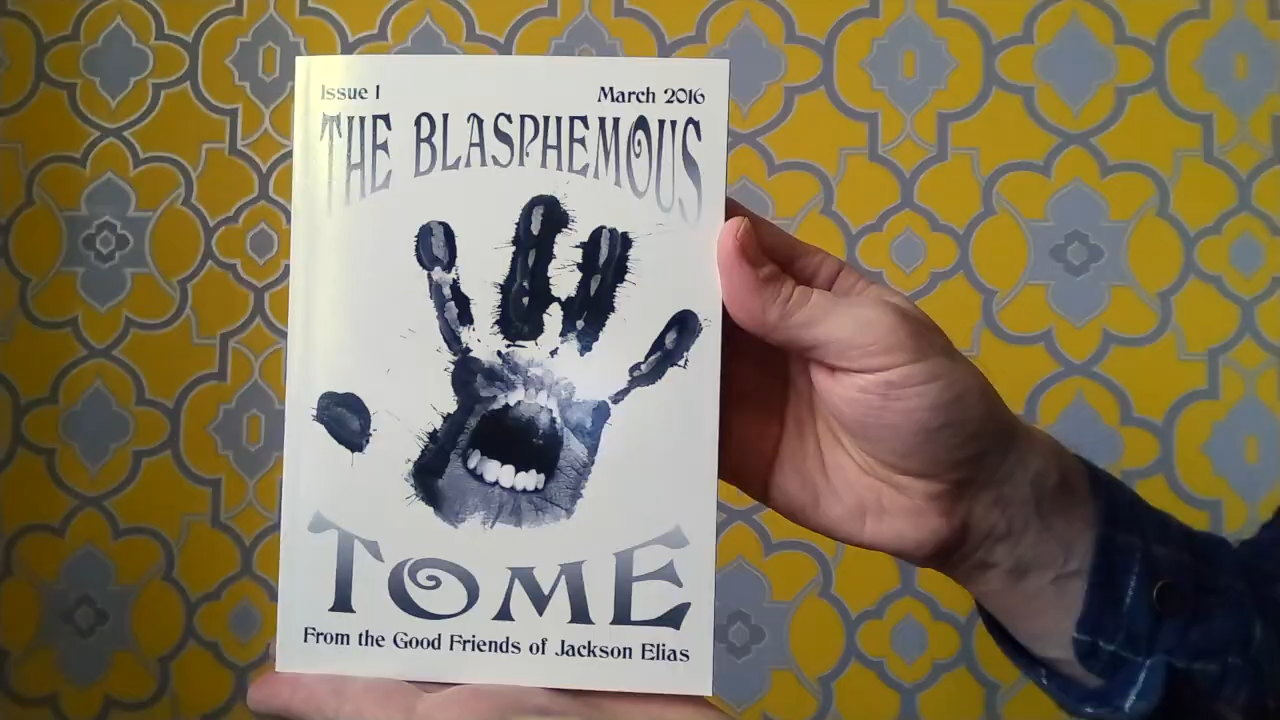 Issue 1 March 2016
THE BLASPHEMOUS
TOME
From the Good Friends of Jackson Elias